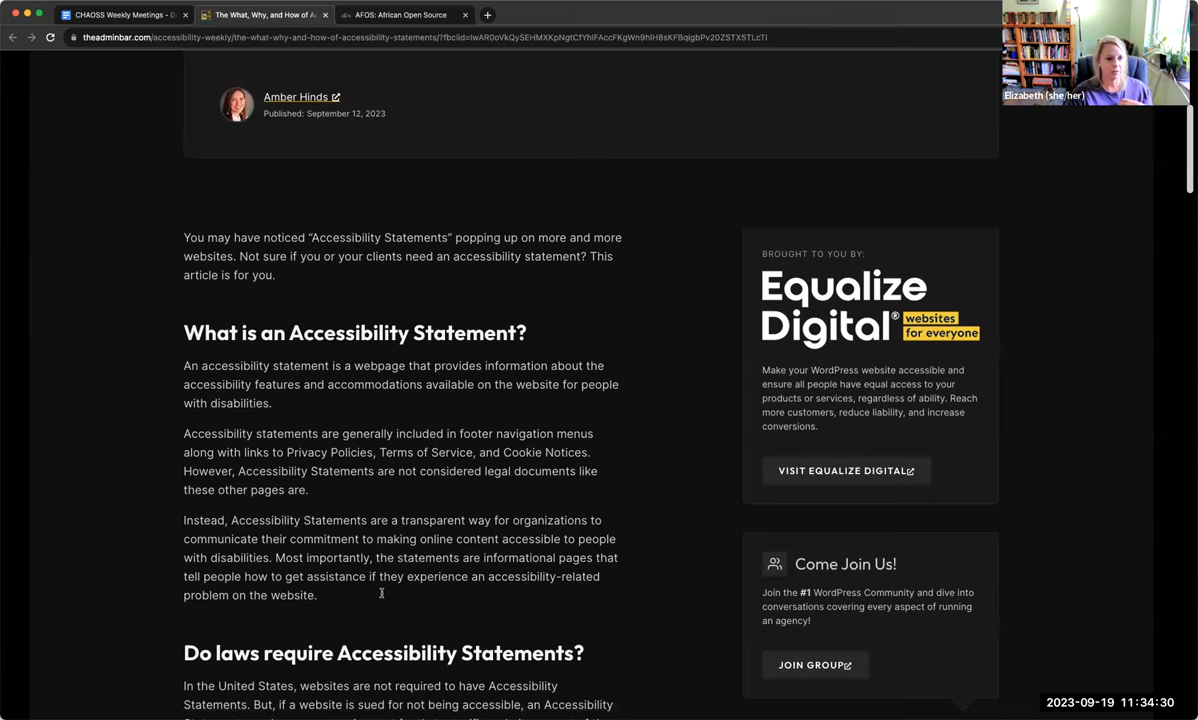 CHAOSS Weekly Meetings - G
The What, Why, and How of A
AFOS: African Open Source
theadminbar.com/accessibility-weekly/the-what-why-and-how-of-accessibility-statements/?fbclid=
Elizabeth (she/her)
Amber Hinds
Published: September 12, 2023
You may have noticed “Accessibility Statements” popping up on more and more
websites. Not sure if you or your clients need an accessibility statement? This
article is for you.
What is an Accessibility Statement?
An accessibility statement is a webpage that provides information about the
accessibility features and accommodations available on the website for people
with disabilities.
Accessibility statements are generally included in footer navigation menus
along with links to Privacy Policies, Terms of Service, and Cookie Notices.
However, Accessibility Statements are not considered legal documents like
these other pages are.
Instead, Accessibility Statements are a transparent way for organizations to
communicate their commitment to making online content accessible to people
with disabilities. Most importantly, the statements are informational pages that
tell people how to get assistance if they experience an accessibility-related
problem on the website.
Do laws require Accessibility Statements?
In the United States, websites are not required to have Accessibility
Statements. But, if a website is sued for not being accessible, an Accessibility
BROUGHT TO YOU BY:
Equalize
Digital®
websites
for everyone
Make your WordPress website accessible and
ensure all people have equal access to your
products or services, regardless of ability. Reach
more customers, reduce liability, and increase
conversions.
VISIT EQUALIZE DIGITAL
Come Join Us!
Join the #1 WordPress Community and dive into
conversations covering every aspect of running
an agency!
JOIN GROUP
2023-09-19 11:34:30